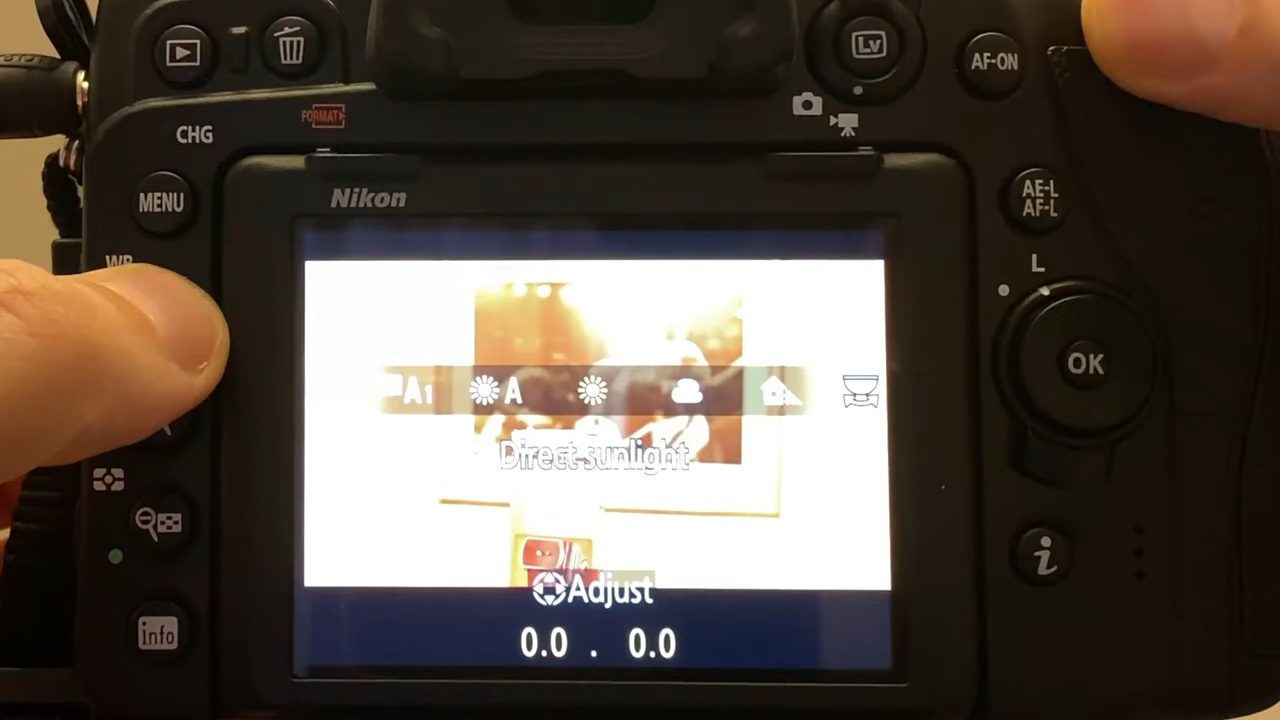 Lv
AF-ON
FORMAT
CHG
MENU
Nikon
AE-L
AF-L
WB
L
A1
A
Direct sunlight
OK
Adjust
0.0 . 0.0
i
info